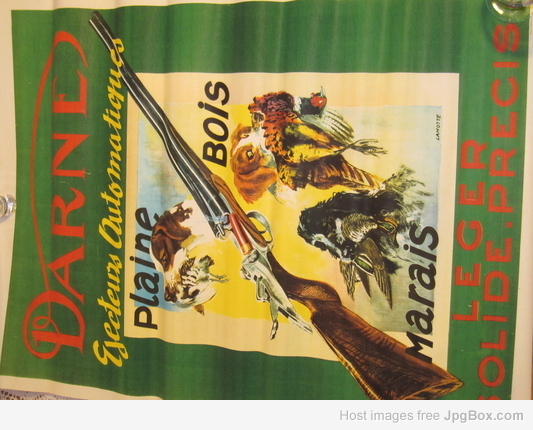 DARNE
Ejecteurs Automatiques
Plaine
Bois
Marais
LAMOTTE
LEGER
SOLIDE-PRECIS
Host images free JpgBox.com